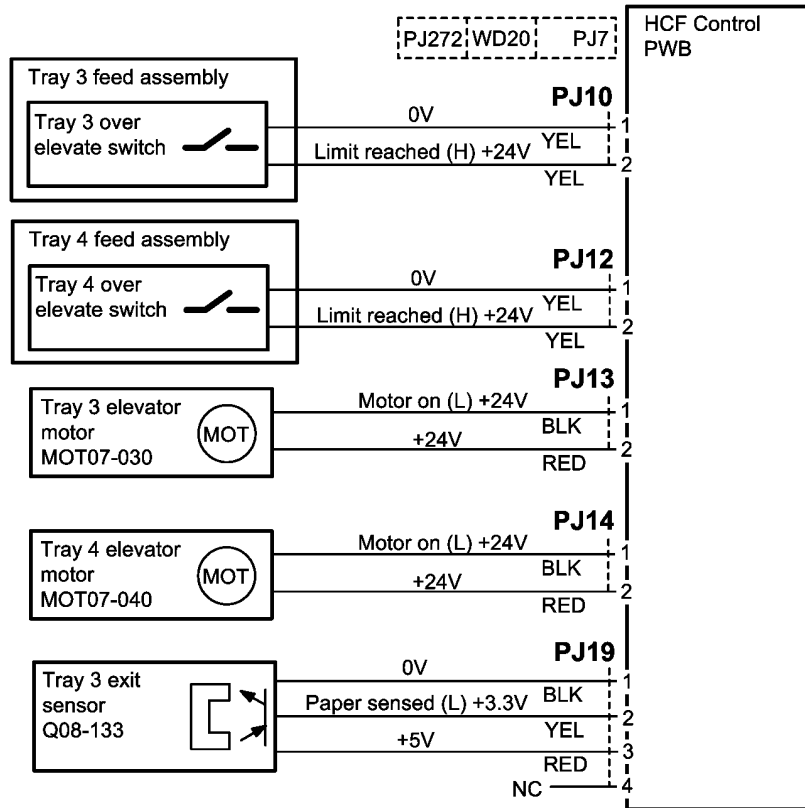 PJ272 WD20 PJ7
HCF Control
PWB
Tray 3 feed assembly
Tray 3 over
elevate switch
PJ10
0V
YEL
1
Limit reached (H) +24V
YEL
2
Tray 4 feed assembly
Tray 4 over
elevate switch
PJ12
0V
YEL
1
Limit reached (H) +24V
YEL
2
Tray 3 elevator
motor
MOT07-030
MOT
PJ13
Motor on (L) +24V
BLK
1
+24V
RED
2
Tray 4 elevator
motor
MOT07-040
MOT
PJ14
Motor on (L) +24V
BLK
1
+24V
RED
2
Tray 3 exit
sensor
Q08-133
PJ19
0V
BLK
1
Paper sensed (L) +3.3V
YEL
2
+5V
RED
3
NC
4